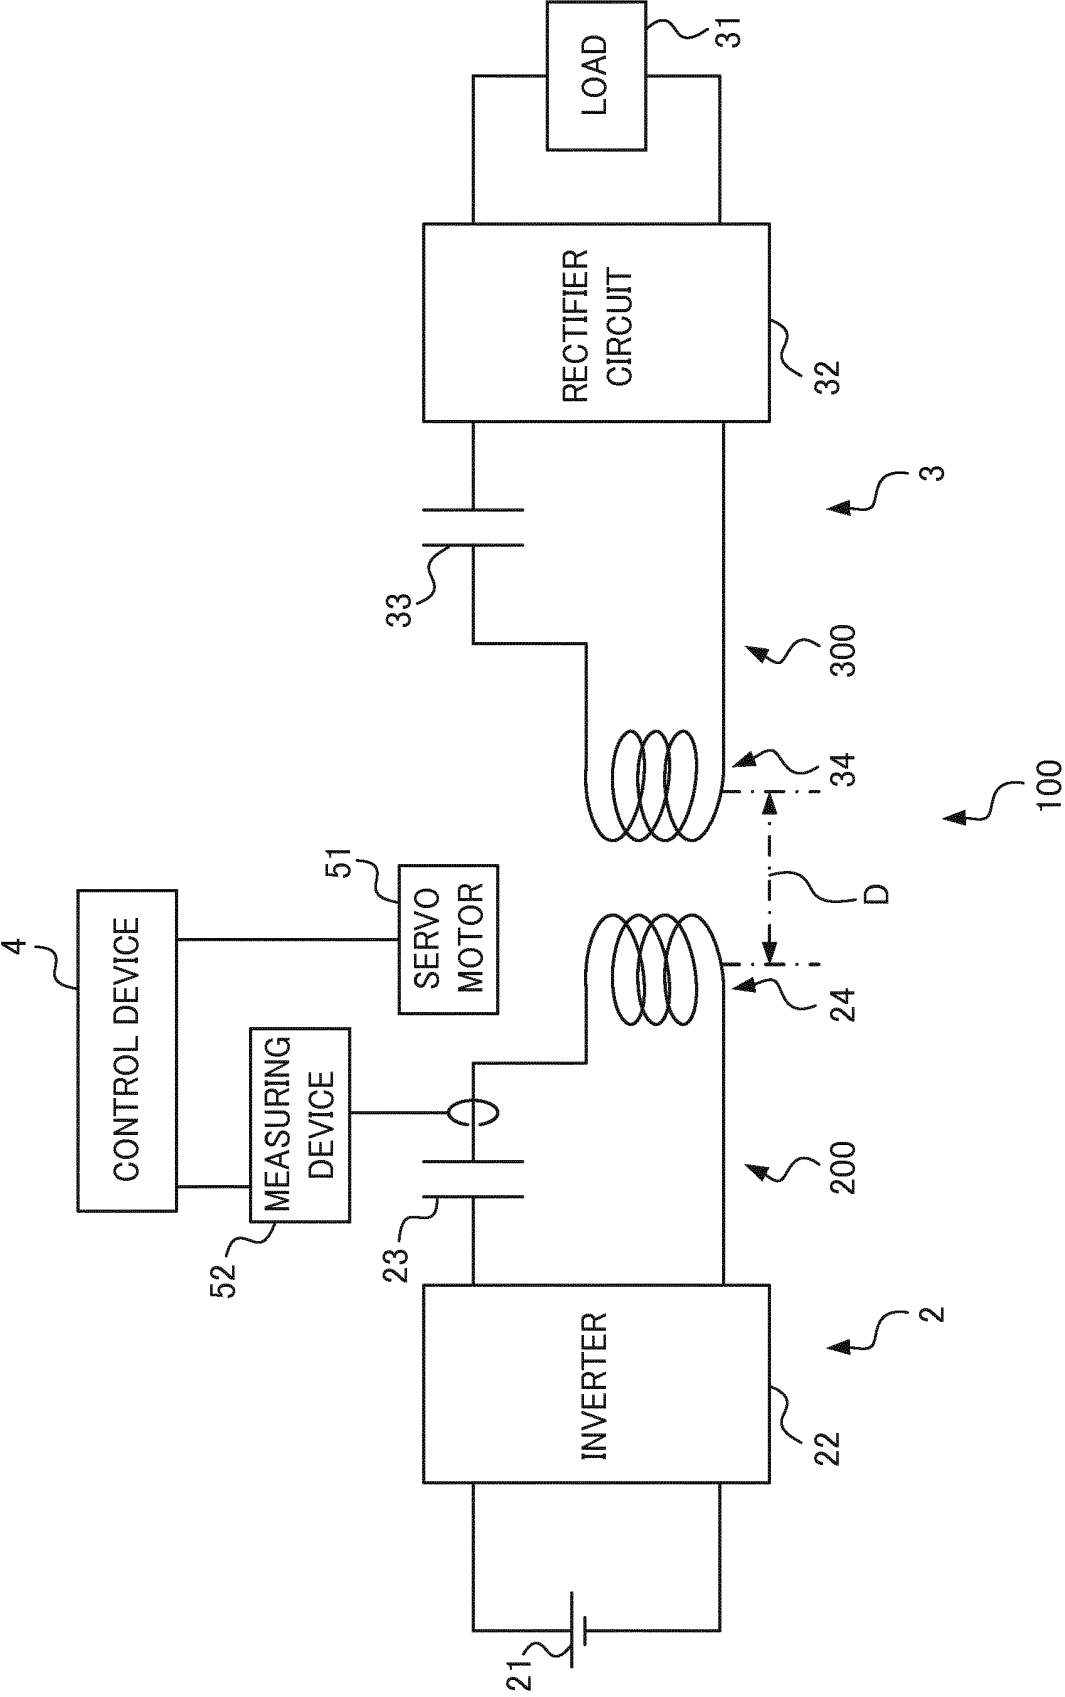 4
CONTROL DEVICE
52
MEASURING
DEVICE
51
SERVO
MOTOR
23
33
21
INVERTER
22
24
D
34
RECTIFIER
CIRCUIT
32
LOAD
31
200
300
2
3
100